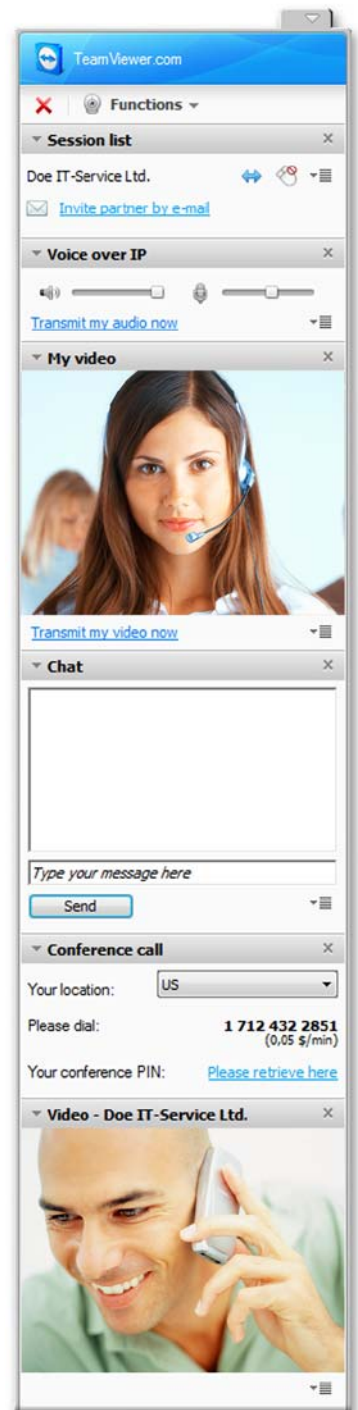 TeamViewer.com
Functions
Session list
Doe IT-Service Ltd.
Invite partner by e-mail
Voice over IP
Transmit my audio now
My video
Transmit my video now
Chat
Type your message here
Send
Conference call
Your location: US
Please dial: 1 712 432 2851
(0,05 $/min)
Your conference PIN: Please retrieve here
Video - Doe IT-Service Ltd.